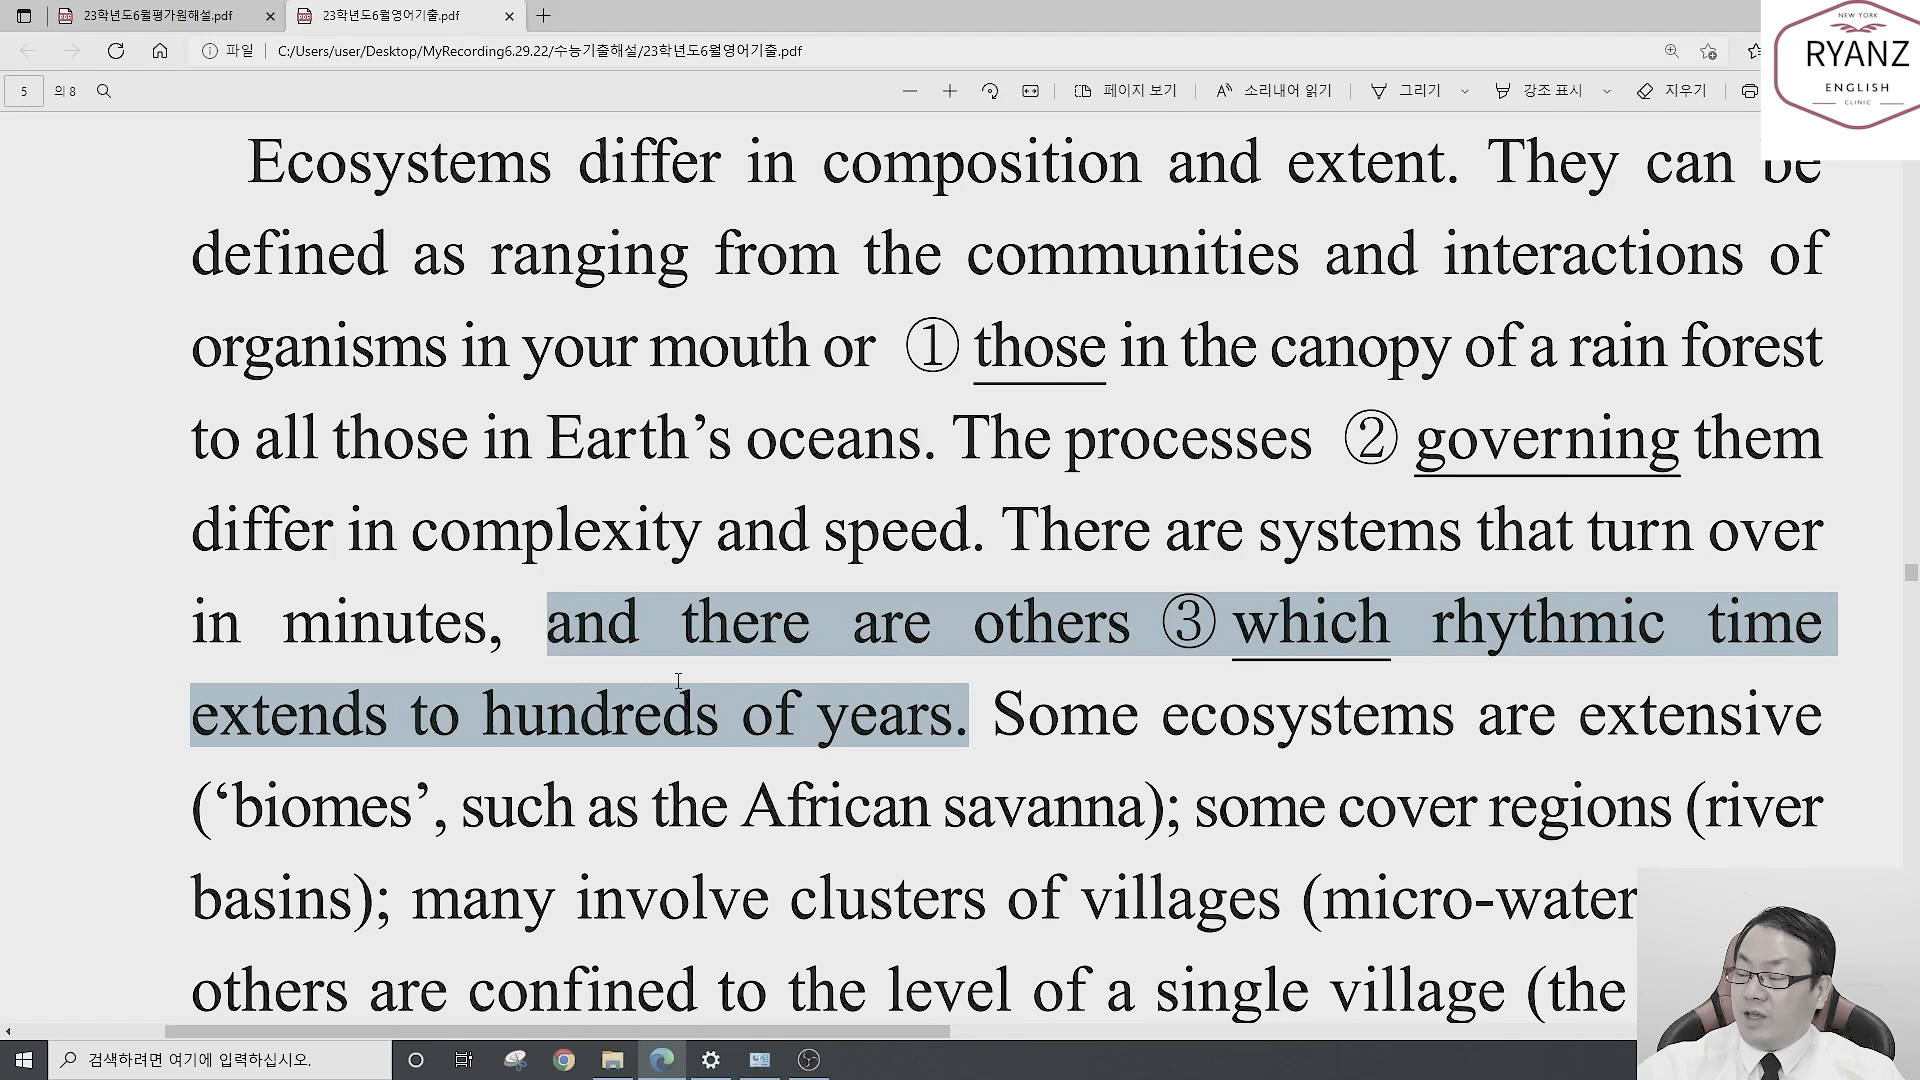 23학년도6월평가원해설.pdf
23학년도6월영어기출.pdf
파일
C:/Users/user/Desktop/MyRecording6.29.22/수능기출해설/23학년도6월영어기출.pdf
5 의 8
페이지 보기
소리내어 읽기
그리기
강조 표시
지우기
NEW YORK
RYANZ
ENGLISH
CLINIC
Ecosystems differ in composition and extent. They can be
defined as ranging from the communities and interactions of
organisms in your mouth or ① those in the canopy of a rain forest
to all those in Earth’s oceans. The processes ② governing them
differ in complexity and speed. There are systems that turn over
in minutes, and there are others ③ which rhythmic time
extends to hundreds of years. Some ecosystems are extensive
(‘biomes’, such as the African savanna); some cover regions (river
basins); many involve clusters of villages (micro-water
others are confined to the level of a single village (the
검색하려면 여기에 입력하십시오.